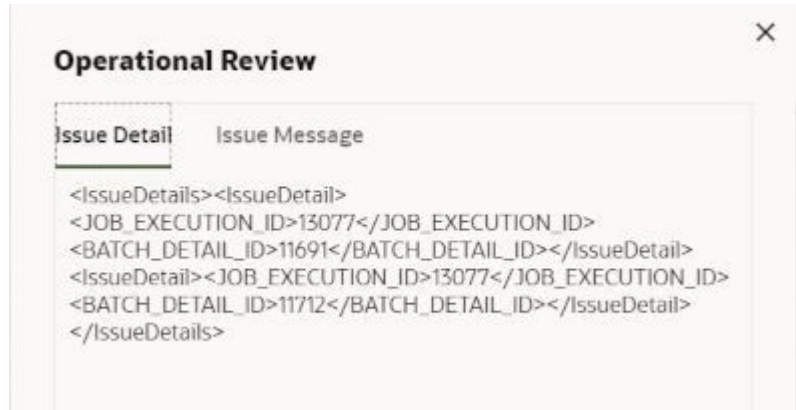 Operational Review
Issue Detail Issue Message
<IssueDetails><IssueDetail>
<JOB_EXECUTION_ID>13077</JOB_EXECUTION_ID>
<BATCH_DETAIL_ID>11691</BATCH_DETAIL_ID></IssueDetail>
<IssueDetail><JOB_EXECUTION_ID>13077</JOB_EXECUTION_ID>
<BATCH_DETAIL_ID>11712</BATCH_DETAIL_ID></IssueDetail>
</IssueDetails>